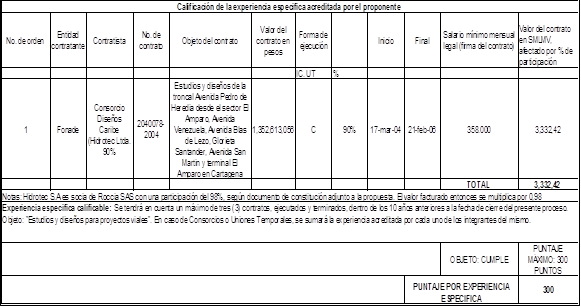 Calificación de la experiencia específica acreditada por el proponente
No. de orden
Entidad contratante
Contratista
No. de contrato
Objeto del contrato
Valor del contrato en pesos
Forma de ejecución
Inicio
Final
Salario mínimo mensual legal (firma del contrato)
Valor del contrato en SMLMV, afectado por % de participación
IC, UT
%
1
Fonade
Consorcio Diseños Caribe (Hidrotec Ltda. 90%
2040078-2004
Estudios y diseños de la troncal Avenida Pedro de Heredia desde el sector El Amparo, Avenida Venezuela, Avenida Blas de Lezo, Glorieta Santander, Avenida San Martín y terminal El Amparo en Cartagena
1,352,613,056
C
90%
17-mar-04
21-feb-06
358.000
3,332,42
TOTAL
3,332,42
Notas: Hidrotec S.A es socia de Roccia SAS con una participación del 98%, según documento de constitución adjunto a la propuesta. El valor facturado entonces se multiplica por 0,98
Experiencia específica calificable: Se tendrá en cuenta un máximo de tres (3) contratos, ejecutados y terminados, dentro de los 10 años anteriores a la fecha de cierre del presente proceso.
Objeto: "Estudios y diseños para proyectos viales". En caso de Consorcios o Uniones Temporales, se sumará la experiencia acreditada por cada uno de los integrantes del mismo.
OBJETO: CUMPLE
PUNTAJE MAXIMO: 300 PUNTOS
PUNTAJE POR EXPERIENCIA ESPECIFICA
300